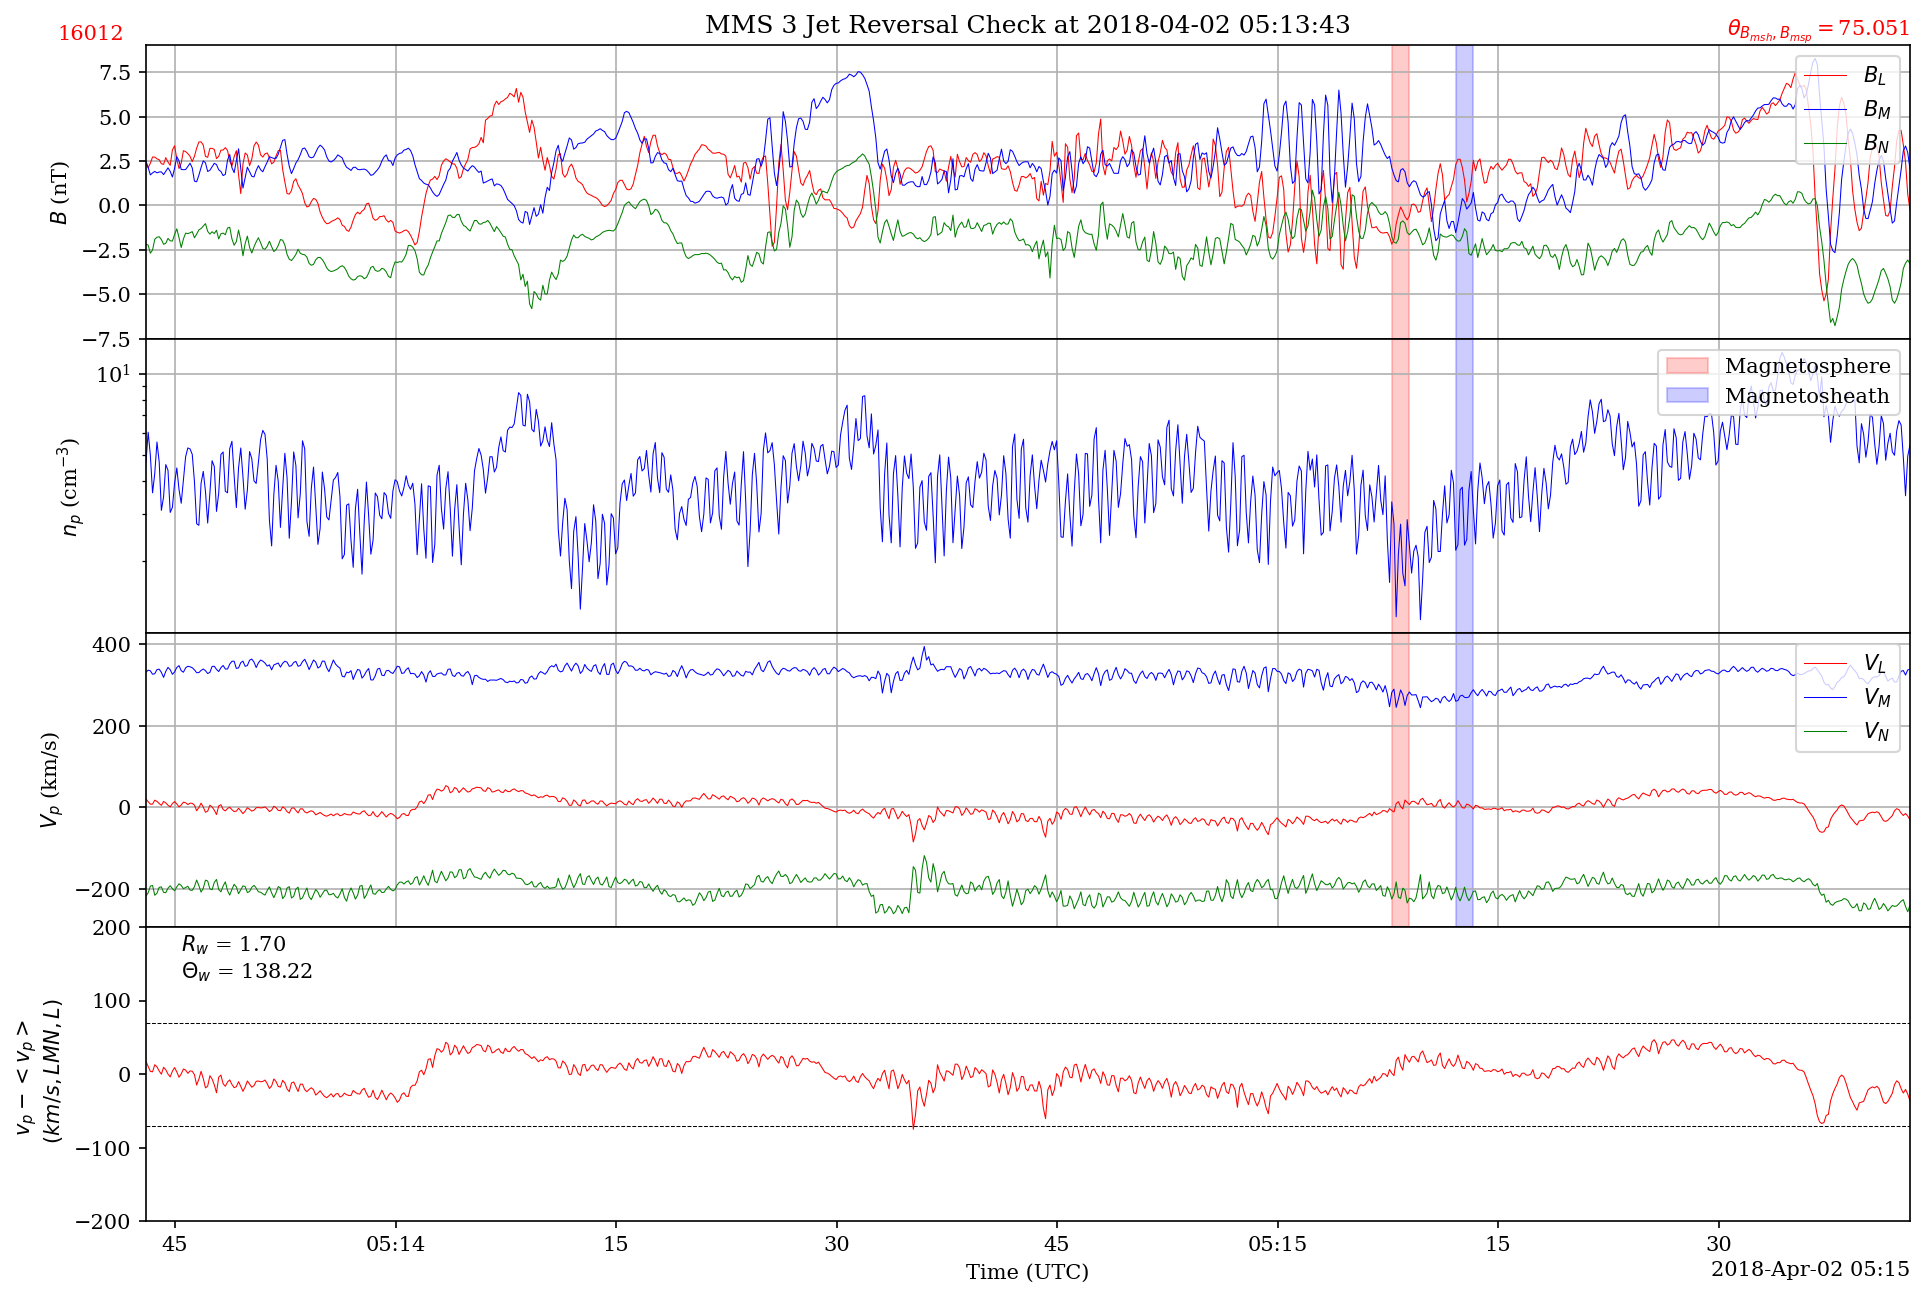 MMS 3 Jet Reversal Check at 2018-04-02 05:13:43
16012
θ_{B_{msh}, B_{msp}} = 75.051
7.5
5.0
2.5
0.0
−2.5
−5.0
−7.5
B (nT)
B_L
B_M
B_N
10^1
n_p (cm^{−3})
Magnetosphere
Magnetosheath
400
200
0
−200
V_p (km/s)
V_L
V_M
V_N
200
100
0
−100
−200
v_p − <v_p>
(km/s, LMN, L)
R_w = 1.70
Θ_w = 138.22
45
05:14
15
30
45
05:15
15
30
Time (UTC)
2018-Apr-02 05:15